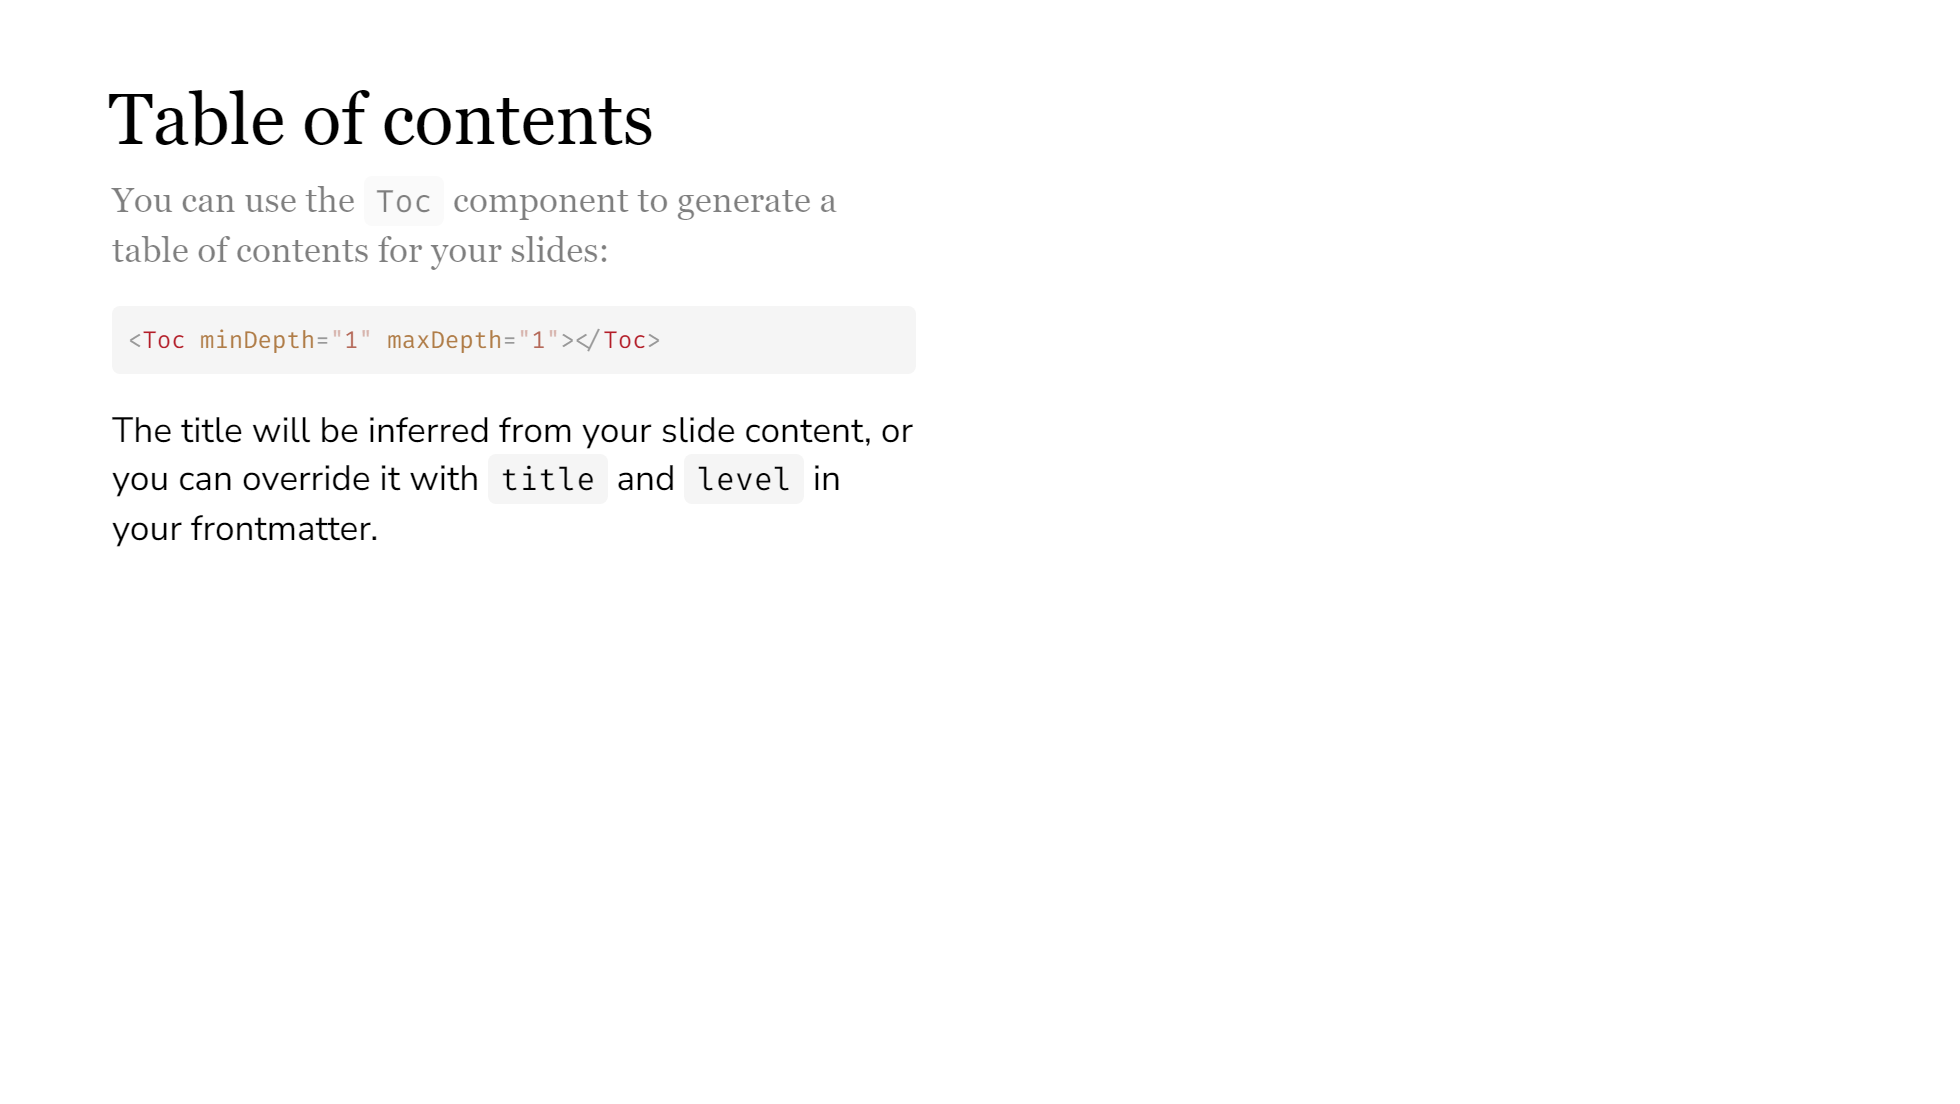 Table of contents
You can use the Toc component to generate a
table of contents for your slides:
<Toc minDepth="1" maxDepth="1"></Toc>
The title will be inferred from your slide content, or
you can override it with title and level in
your frontmatter.